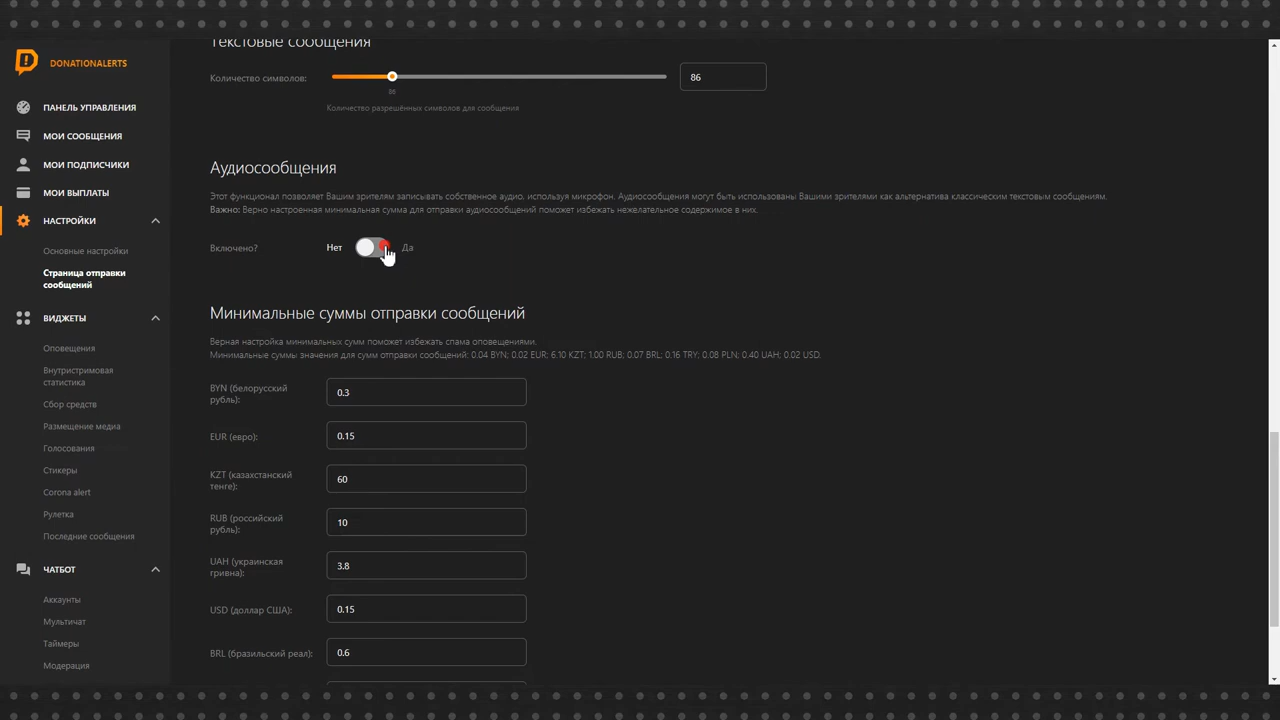 DONATIONALERTS
ПАНЕЛЬ УПРАВЛЕНИЯ
МОИ СООБЩЕНИЯ
МОИ ПОДПИСЧИКИ
МОИ ВЫПЛАТЫ
НАСТРОЙКИ
Основные настройки
Страница отправки
сообщений
ВИДЖЕТЫ
Оповещения
Внутристримовая
статистика
Сбор средств
Размещение медиа
Голосования
Стикеры
Corona alert
Рулетка
Последние сообщения
ЧАТБОТ
Аккаунты
Мультичат
Таймеры
Модерация
Текстовые сообщения
Количество символов:
86
86
Количество разрешённых символов для сообщения
Аудиосообщения
Этот функционал позволяет Вашим зрителям записывать собственное аудио, используя микрофон. Аудиосообщения могут быть использованы Вашими зрителями как альтернатива классическим текстовым сообщениям.
Важно: Верно настроенная минимальная сумма для отправки аудиосообщений поможет избежать нежелательное содержимое в них.
Включено?
Нет
Да
Минимальные суммы отправки сообщений
Верная настройка минимальных сумм поможет избежать спама оповещениями.
Минимальные суммы значения для сумм отправки сообщений: 0.04 BYN; 0.02 EUR; 6.10 KZT; 1.00 RUB; 0.07 BRL; 0.16 TRY; 0.08 PLN; 0.40 UAH; 0.02 USD.
BYN (белорусский
рубль):
0.3
EUR (евро):
0.15
KZT (казахстанский
тенге):
60
RUB (российский
рубль):
10
UAH (украинская
гривна):
3.8
USD (доллар США):
0.15
BRL (бразильский реал):
0.6